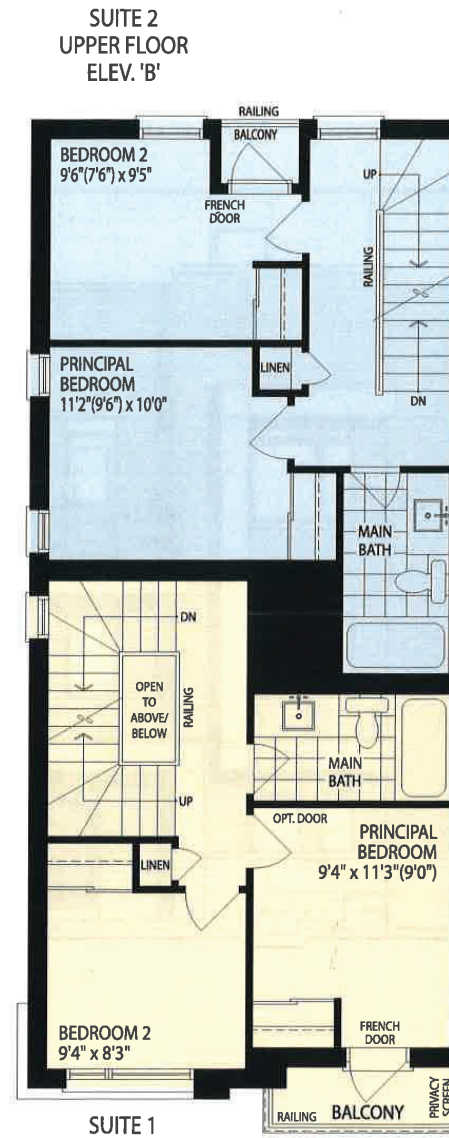 SUITE 2
UPPER FLOOR
ELEV. 'B'
RAILING
BALCONY
BEDROOM 2
9'6"(7'6") x 9'5"
FRENCH
DOOR
UP
RAILING
PRINCIPAL
BEDROOM
11'2"(9'6") x 10'0"
LINEN
DN
MAIN
BATH
DN
OPEN
TO
ABOVE/
BELOW
RAILING
UP
MAIN
BATH
OPT. DOOR
PRINCIPAL
BEDROOM
9'4" x 11'3"(9'0")
LINEN
BEDROOM 2
9'4" x 8'3"
FRENCH
DOOR
RAILING
BALCONY
PRIVACY
SCREEN
SUITE 1